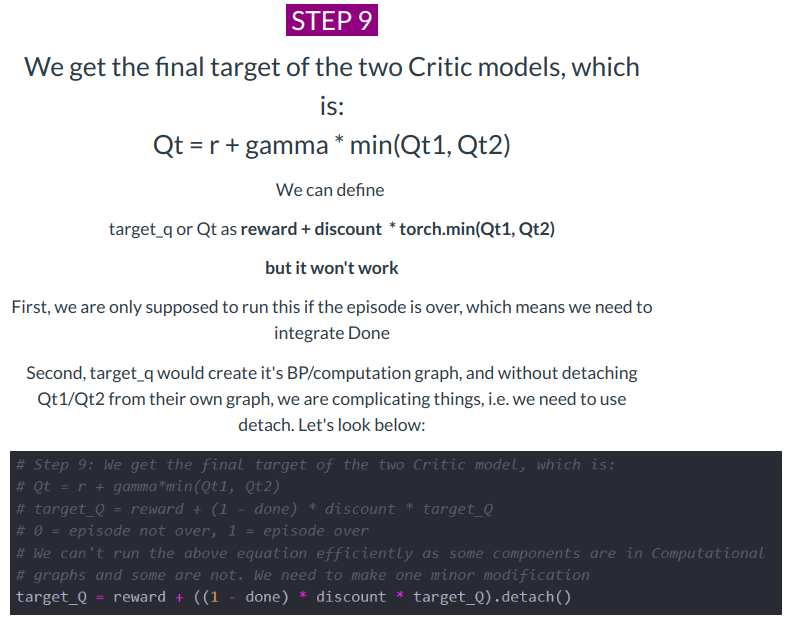 STEP 9
We get the final target of the two Critic models, which
is:
Qt = r + gamma * min(Qt1, Qt2)
We can define
target_q or Qt as reward + discount * torch.min(Qt1, Qt2)
but it won't work
First, we are only supposed to run this if the episode is over, which means we need to
integrate Done
Second, target_q would create it's BP/computation graph, and without detaching
Qt1/Qt2 from their own graph, we are complicating things, i.e. we need to use
detach. Let's look below:
# Step 9: We get the final target of the two Critic model, which is:
# Qt = r + gamma*min(Qt1, Qt2)
# target_Q = reward + (1 - done) * discount * target_Q
# 0 = episode not over, 1 = episode over
# We can't run the above equation efficiently as some components are in Computational
# graphs and some are not. We need to make one minor modification
target_Q = reward + ((1 - done) * discount * target_Q).detach()